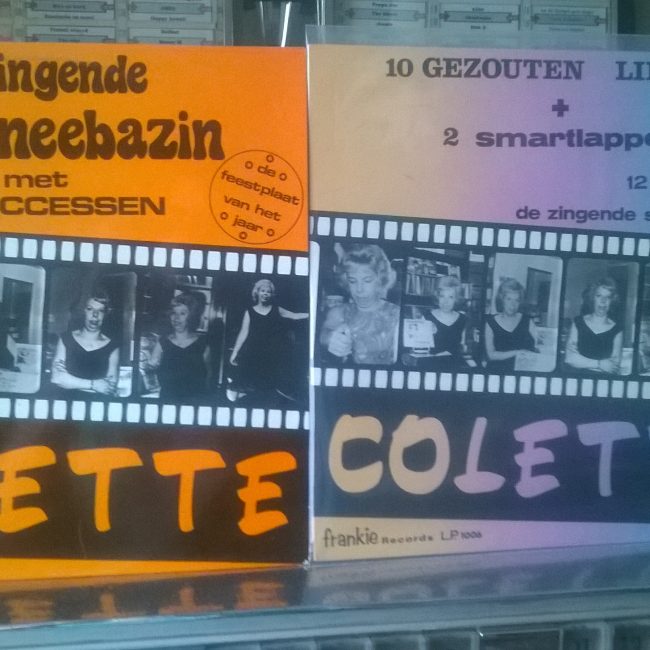 ingende
neebazin
met
CCESSEN
de
feestplaat
van het
jaar
ETTE
10 GEZOUTEN LI
+
2 smartlappe
12
de zingende s
COLET
frankie Records L.P. 1006